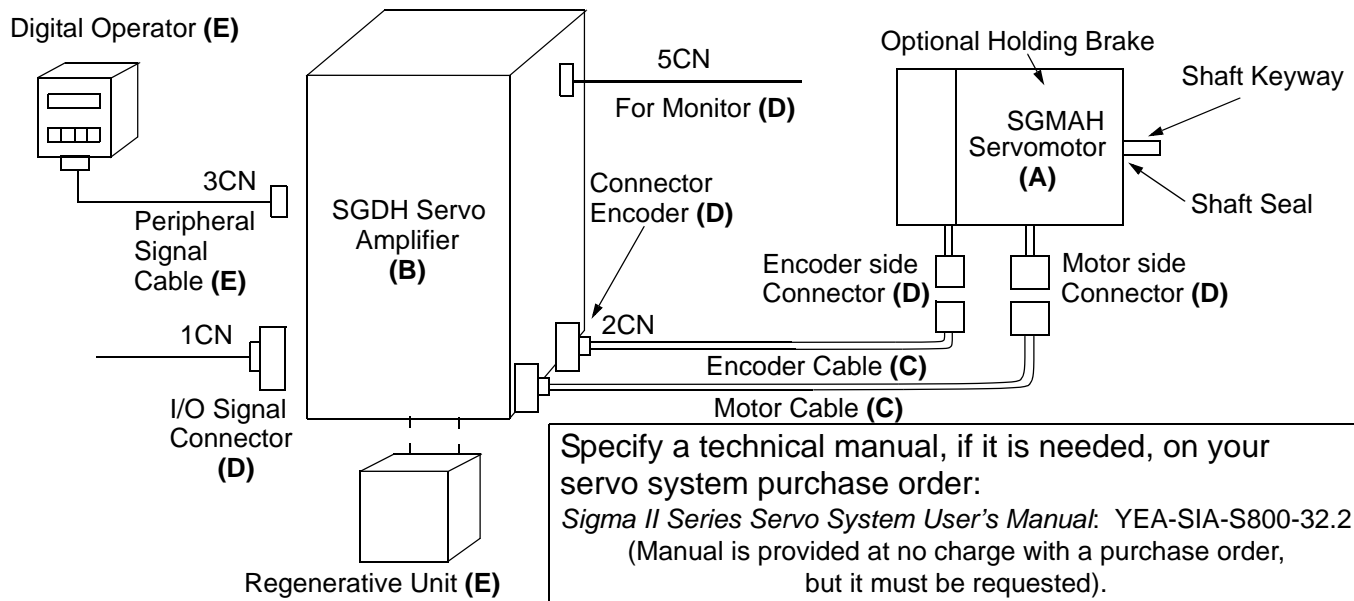 Digital Operator (E)
3CN
Peripheral
Signal
Cable (E)
1CN
I/O Signal
Connector
(D)
SGDH Servo
Amplifier
(B)
Regenerative Unit (E)
5CN
For Monitor (D)
Connector
Encoder (D)
2CN
Encoder Cable (C)
Motor Cable (C)
Optional Holding Brake
SGMAH
Servomotor
(A)
Shaft Keyway
Shaft Seal
Encoder side
Connector (D)
Motor side
Connector (D)
Specify a technical manual, if it is needed, on your
servo system purchase order:
Sigma II Series Servo System User's Manual: YEA-SIA-S800-32.2
(Manual is provided at no charge with a purchase order,
but it must be requested).